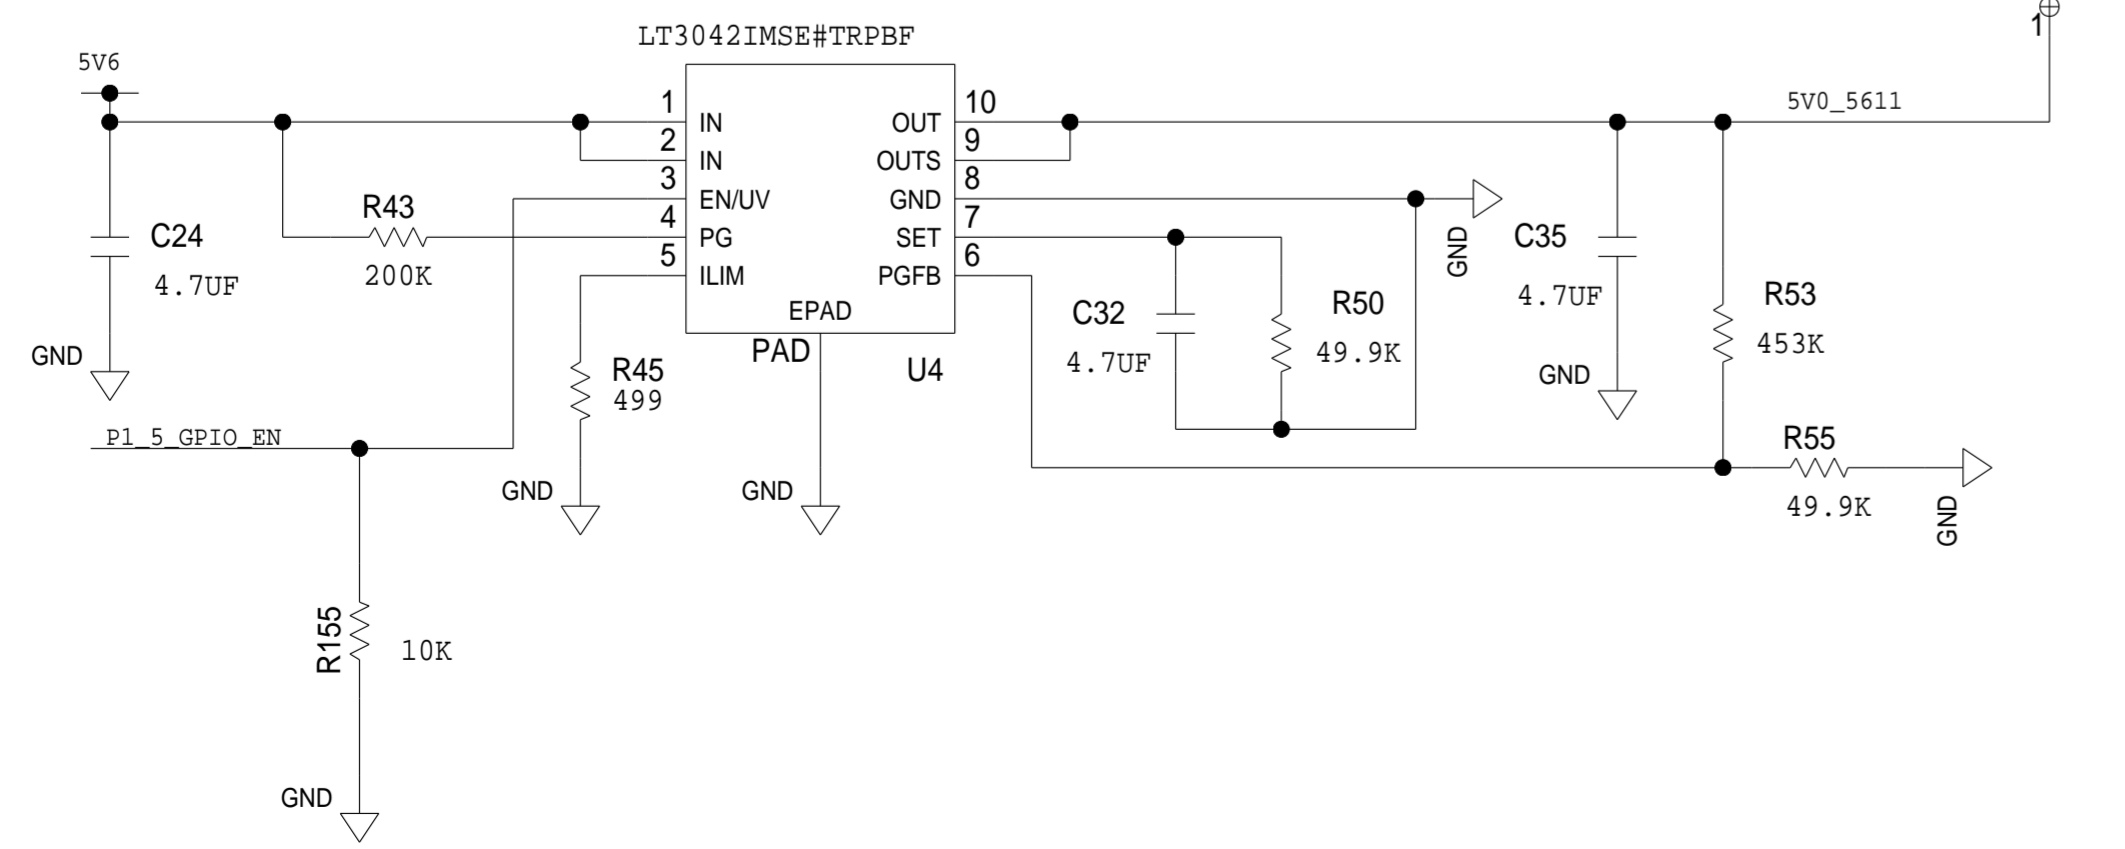 LT3042IMSE#TRPBF
1
5V6
5V0_5611
1
IN
OUT
10
2
IN
OUTS
9
3
EN/UV
GND
8
4
PG
SET
7
5
ILIM
PGFB
6
EPAD
PAD
U4
R43
200K
C24
4.7UF
GND
R45
499
GND
GND
P1_5_GPIO_EN
R155
10K
GND
C32
4.7UF
R50
49.9K
GND
C35
4.7UF
GND
R53
453K
R55
49.9K
GND